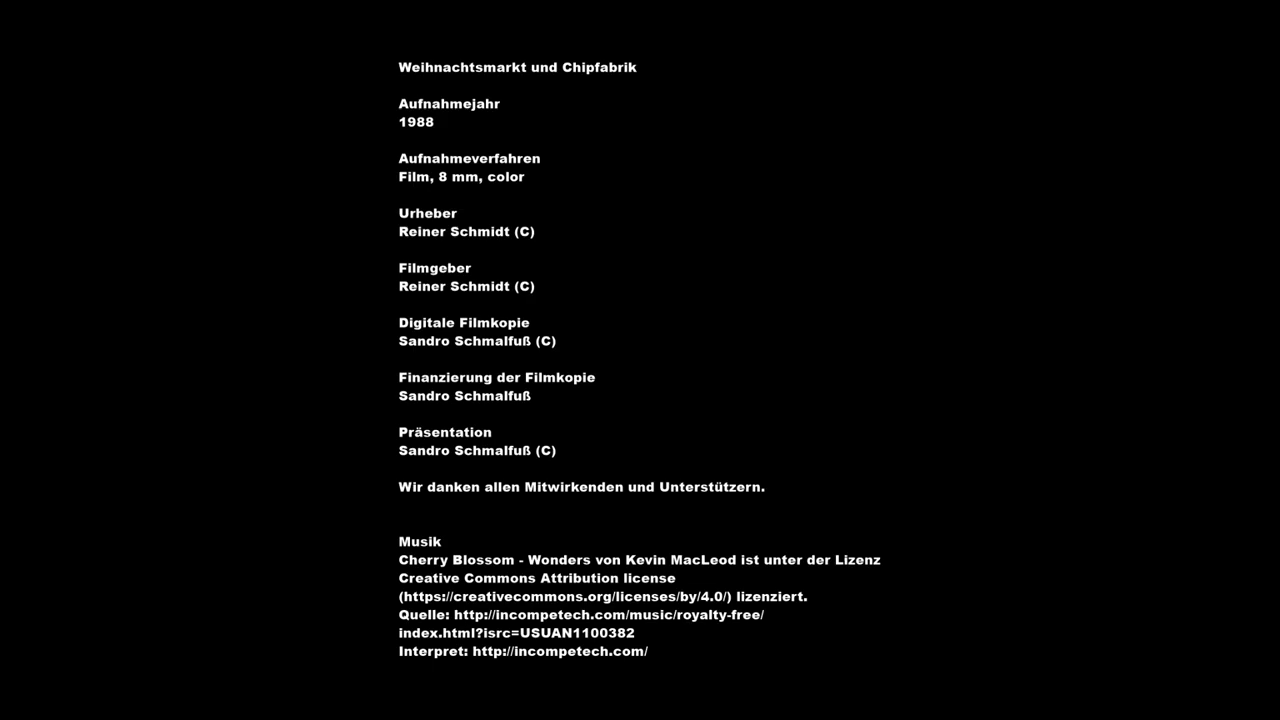 Weihnachtsmarkt und Chipfabrik
Aufnahmejahr
1988
Aufnahmeverfahren
Film, 8 mm, color
Urheber
Reiner Schmidt (C)
Filmgeber
Reiner Schmidt (C)
Digitale Filmkopie
Sandro Schmalfuß (C)
Finanzierung der Filmkopie
Sandro Schmalfuß
Präsentation
Sandro Schmalfuß (C)
Wir danken allen Mitwirkenden und Unterstützern.
Musik
Cherry Blossom - Wonders von Kevin MacLeod ist unter der Lizenz
Creative Commons Attribution license
(https://creativecommons.org/licenses/by/4.0/) lizenziert.
Quelle: http://incompetech.com/music/royalty-free/
index.html?isrc=USUAN1100382
Interpret: http://incompetech.com/